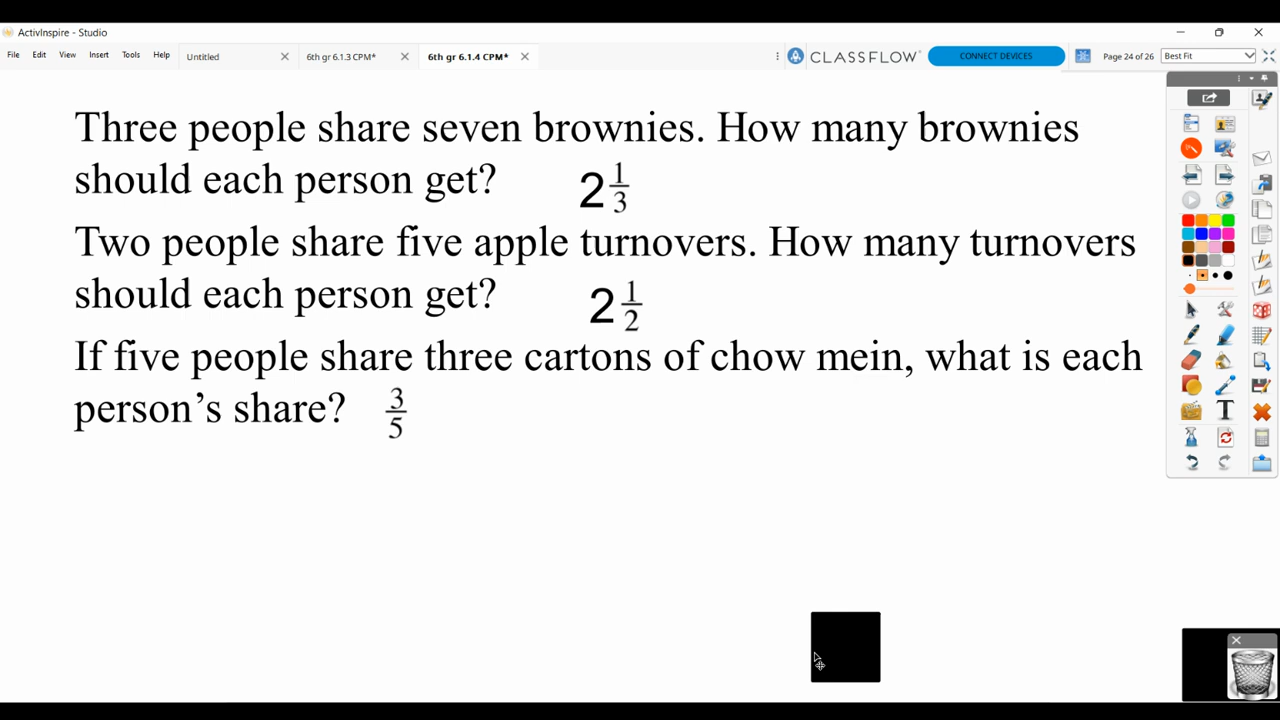 ActivInspire - Studio
File Edit View Insert Tools Help Untitled 6th gr 6.1.3 CPM* 6th gr 6.1.4 CPM* CLASSFLOW CONNECT DEVICES Page 24 of 26 Best Fit
Three people share seven brownies. How many brownies
should each person get? 2 1/3
Two people share five apple turnovers. How many turnovers
should each person get? 2 1/2
If five people share three cartons of chow mein, what is each
person’s share? 3/5